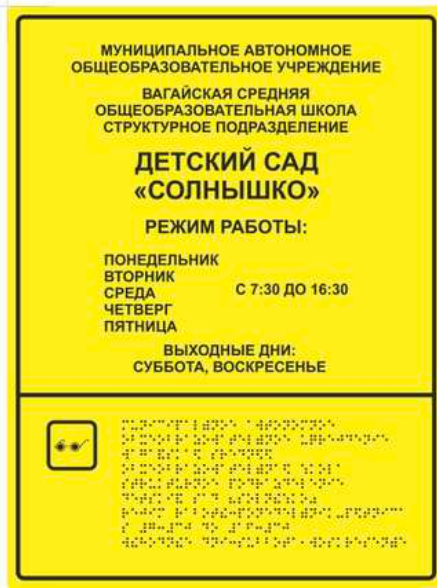 МУНИЦИПАЛЬНОЕ АВТОНОМНОЕ
ОБЩЕОБРАЗОВАТЕЛЬНОЕ УЧРЕЖДЕНИЕ
ВАГАЙСКАЯ СРЕДНЯЯ
ОБЩЕОБРАЗОВАТЕЛЬНАЯ ШКОЛА
СТРУКТУРНОЕ ПОДРАЗДЕЛЕНИЕ
ДЕТСКИЙ САД
«СОЛНЫШКО»
РЕЖИМ РАБОТЫ:
ПОНЕДЕЛЬНИК
ВТОРНИК
СРЕДА С 7:30 ДО 16:30
ЧЕТВЕРГ
ПЯТНИЦА
ВЫХОДНЫЕ ДНИ:
СУББОТА, ВОСКРЕСЕНЬЕ